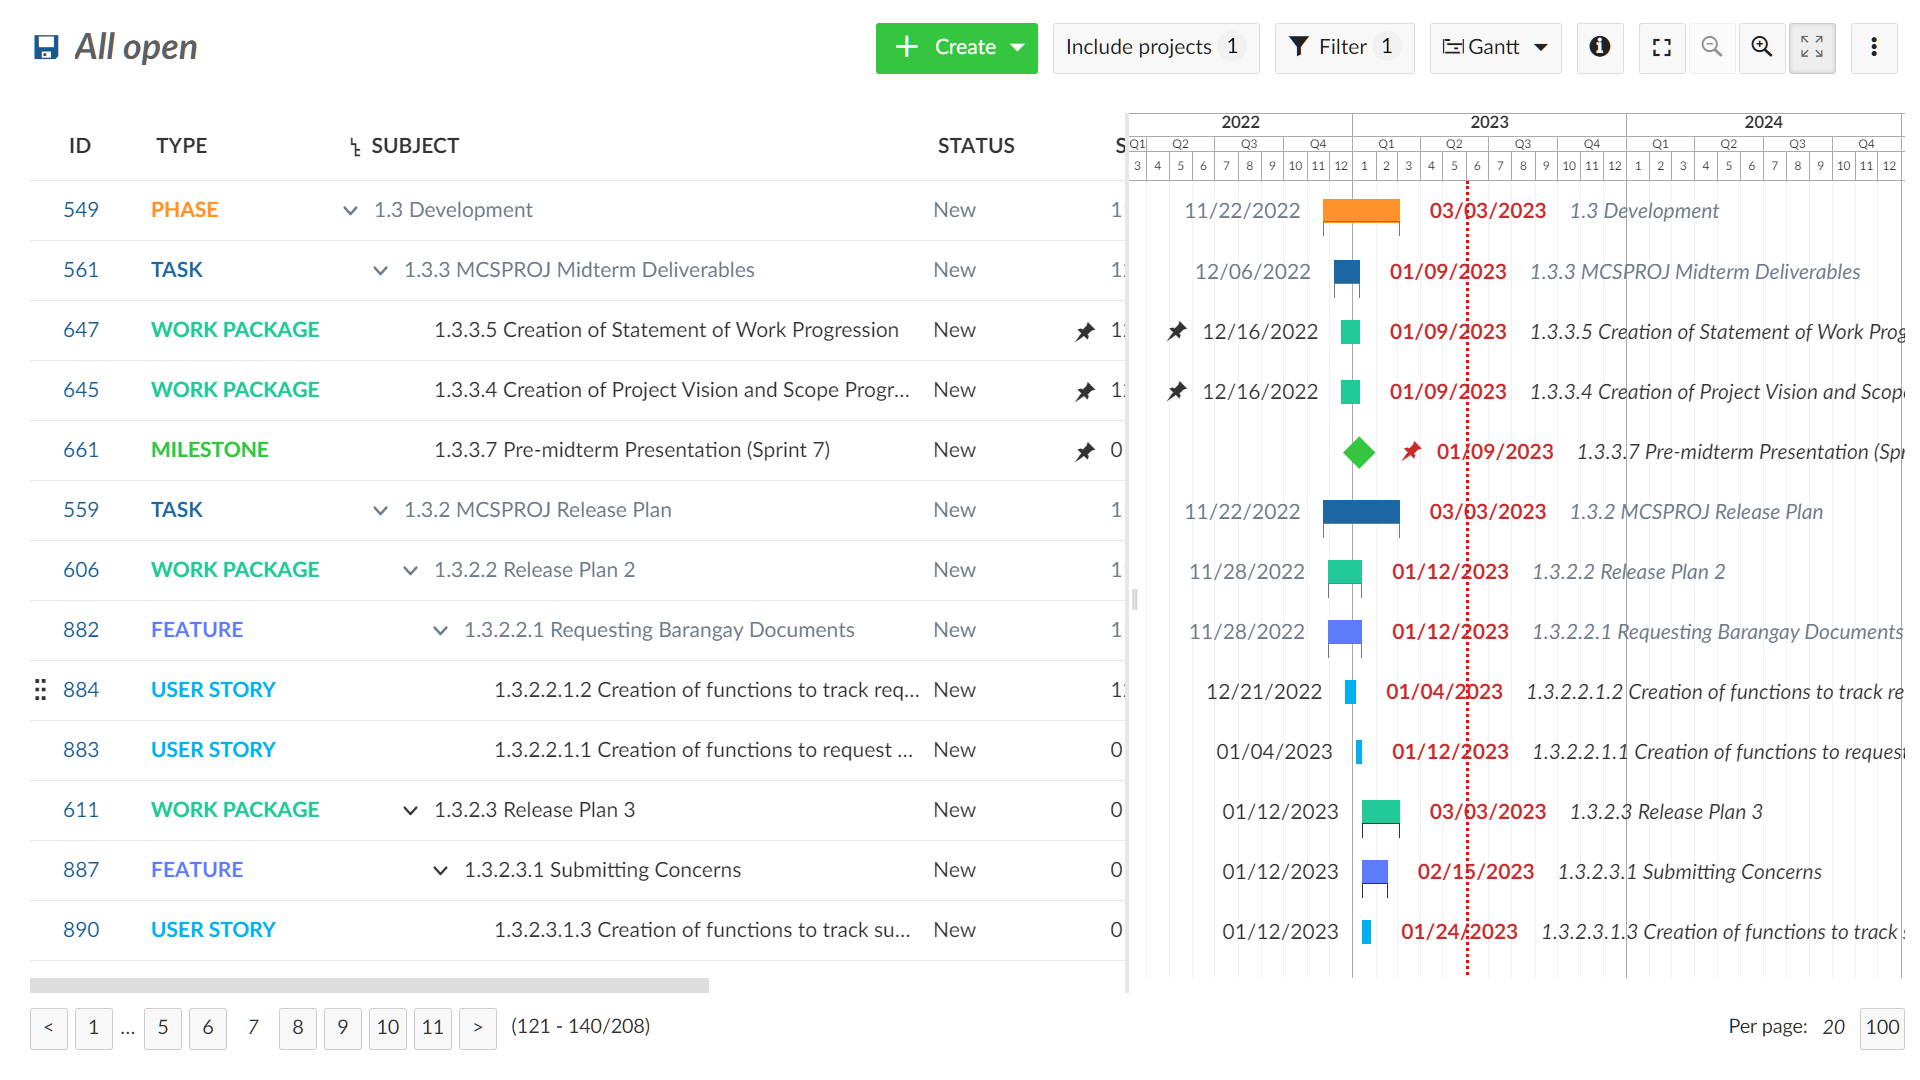 All open
Create
Include projects 1
Filter 1
Gantt
ID TYPE SUBJECT STATUS S
2022 2023 2024
Q1 Q2 Q3 Q4 Q1 Q2 Q3 Q4 Q1 Q2 Q3 Q4
3 4 5 6 7 8 9 10 11 12 1 2 3 4 5 6 7 8 9 10 11 12 1 2 3 4 5 6 7 8 9 10 11 12
549 PHASE 1.3 Development New 1 11/22/2022 03/03/2023 1.3 Development
561 TASK 1.3.3 MCSPROJ Midterm Deliverables New 1 12/06/2022 01/09/2023 1.3.3 MCSPROJ Midterm Deliverables
647 WORK PACKAGE 1.3.3.5 Creation of Statement of Work Progression New 1 12/16/2022 01/09/2023 1.3.3.5 Creation of Statement of Work Prog
645 WORK PACKAGE 1.3.3.4 Creation of Project Vision and Scope Progr... New 1 12/16/2022 01/09/2023 1.3.3.4 Creation of Project Vision and Scop
661 MILESTONE 1.3.3.7 Pre-midterm Presentation (Sprint 7) New 0 01/09/2023 1.3.3.7 Pre-midterm Presentation (Spr
559 TASK 1.3.2 MCSPROJ Release Plan New 1 11/22/2022 03/03/2023 1.3.2 MCSPROJ Release Plan
606 WORK PACKAGE 1.3.2.2 Release Plan 2 New 1 11/28/2022 01/12/2023 1.3.2.2 Release Plan 2
882 FEATURE 1.3.2.2.1 Requesting Barangay Documents New 1 11/28/2022 01/12/2023 1.3.2.2.1 Requesting Barangay Documents
884 USER STORY 1.3.2.2.1.2 Creation of functions to track req... New 1 12/21/2022 01/04/2023 1.3.2.2.1.2 Creation of functions to track re
883 USER STORY 1.3.2.2.1.1 Creation of functions to request ... New 0 01/04/2023 01/12/2023 1.3.2.2.1.1 Creation of functions to reques
611 WORK PACKAGE 1.3.2.3 Release Plan 3 New 0 01/12/2023 03/03/2023 1.3.2.3 Release Plan 3
887 FEATURE 1.3.2.3.1 Submitting Concerns New 0 01/12/2023 02/15/2023 1.3.2.3.1 Submitting Concerns
890 USER STORY 1.3.2.3.1.3 Creation of functions to track su... New 0 01/12/2023 01/24/2023 1.3.2.3.1.3 Creation of functions to track
< 1 ... 5 6 7 8 9 10 11 > (121 - 140/208) Per page: 20 100